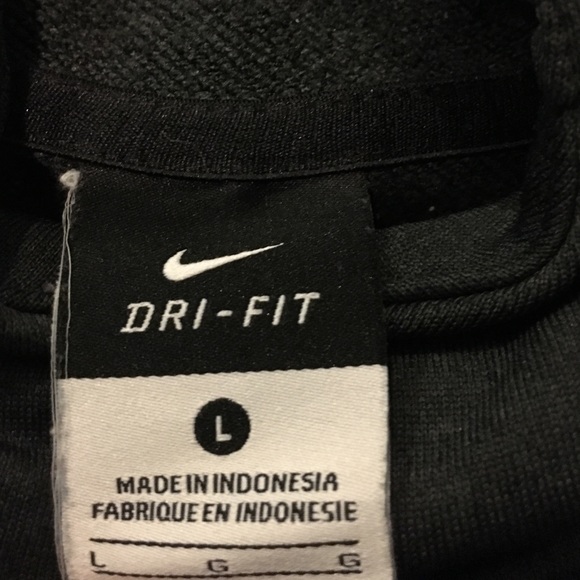 DRI-FIT
L
MADE IN INDONESIA
FABRIQUE EN INDONESIE
L G G